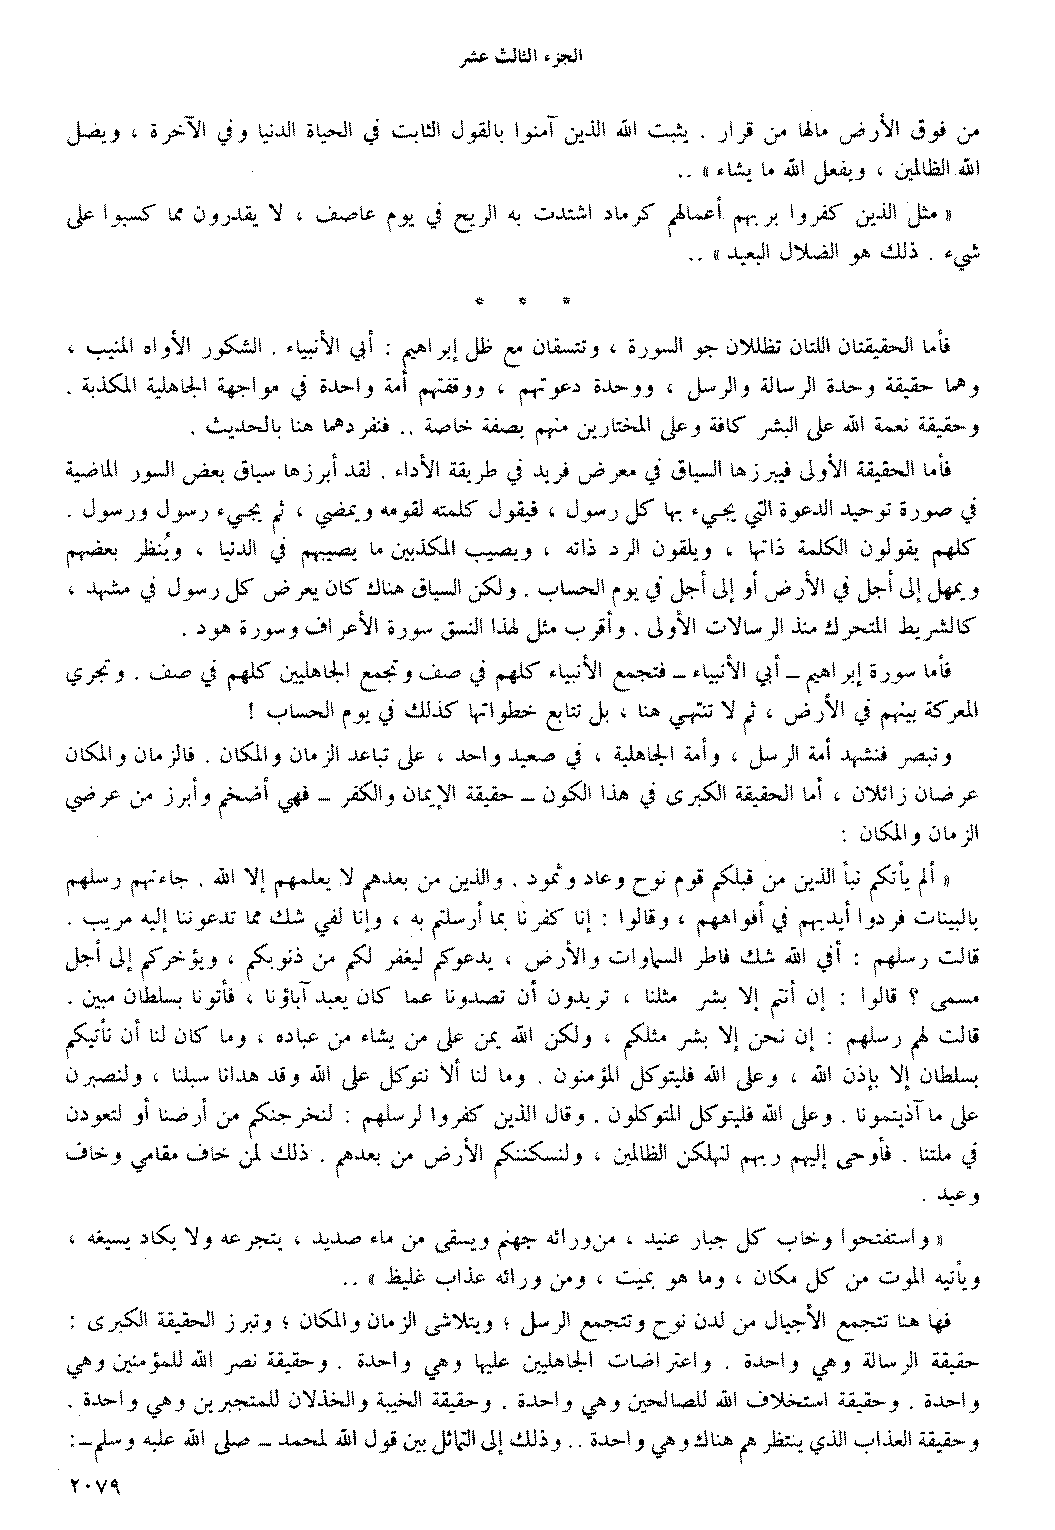 الجزء الثالث عشر
من فوق الأرض مالها من قرار . يثبت الله الذين آمنوا بالقول الثابت في الحياة الدنيا وفي الآخرة ، ويضل
الله الظالمين ، ويفعل الله ما يشاء » ..
« مثل الذين كفروا بربهم أعمالهم كرماد اشتدت به الريح في يوم عاصف ، لا يقدرون مما كسبوا على
شيء . ذلك هو الضلال البعيد » ..
* * *
فأما الحقيقتان اللتان تظللان جو السورة ، وتتسقان مع ظل إبراهيم : أبي الأنبياء . الشكور الأواه المنيب ،
وهما حقيقة وحدة الرسالة والرسل ، ووحدة دعوتهم ، ووقفتهم أمة واحدة في مواجهة الجاهلية المكذبة .
وحقيقة نعمة الله على البشر كافة وعلى المختارين منهم بصفة خاصة .. فنفردهما هنا بالحديث .
فأما الحقيقة الأولى فيبرزها السياق في معرض فريد في طريقة الأداء . لقد أبرزها سياق بعض السور الماضية
في صورة توحيد الدعوة التي يجيء بها كل رسول ، فيقول كلمته لقومه ويمضي ، ثم يجيء رسول ورسول .
كلهم يقولون الكلمة ذاتها ، ويلقون الرد ذاته ، ويصيب المكذبين ما يصيبهم في الدنيا ، ويُنظر بعضهم
ويمهل إلى أجل في الأرض أو إلى أجل في يوم الحساب . ولكن السياق هناك كان يعرض كل رسول في مشهد ،
كالشريط المتحرك منذ الرسالات الأولى . وأقرب مثل لهذا النسق سورة الأعراف وسورة هود .
فأما سورة إبراهيم – أبي الأنبياء – فتجمع الأنبياء كلهم في صف وتجمع الجاهليين كلهم في صف . وتجري
المعركة بينهم في الأرض ، ثم لا تنتهي هنا ، بل تتابع خطواتها كذلك في يوم الحساب !
ونبصر فنشهد أمة الرسل ، وأمة الجاهلية ، في صعيد واحد ، على تباعد الزمان والمكان . فالزمان والمكان
عرضان زائلان ، أما الحقيقة الكبرى في هذا الكون – حقيقة الإيمان والكفر – فهي أضخم وأبرز من عرضي
الزمان والمكان :
« ألم يأتكم نبأ الذين من قبلكم قوم نوح وعاد وثمود . والذين من بعدهم لا يعلمهم إلا الله . جاءتهم رسلهم
بالبينات فردوا أيديهم في أفواههم ، وقالوا : إنا كفرنا بما أرسلتم به ، وإنا لفي شك مما تدعوننا إليه مريب .
قالت رسلهم : أفي الله شك فاطر السماوات والأرض ، يدعوكم ليغفر لكم من ذنوبكم ، ويؤخركم إلى أجل
مسمى ؟ قالوا : إن أنتم إلا بشر مثلنا ، تريدون أن تصدونا عما كان يعبد آباؤنا ، فأتونا بسلطان مبين .
قالت لهم رسلهم : إن نحن إلا بشر مثلكم ، ولكن الله يمن على من يشاء من عباده ، وما كان لنا أن نأتيكم
بسلطان إلا بإذن الله ، وعلى الله فليتوكل المؤمنون . وما لنا ألا نتوكل على الله وقد هدانا سبلنا ، ولنصبرن
على ما آذيتمونا . وعلى الله فليتوكل المتوكلون . وقال الذين كفروا لرسلهم : لنخرجنكم من أرضنا أو لتعودن
في ملتنا . فأوحى إليهم ربهم لنهلكن الظالمين ، ولنسكننكم الأرض من بعدهم . ذلك لمن خاف مقامي وخاف
وعيد .
« واستفتحوا وخاب كل جبار عنيد ، من ورائه جهنم ويسقى من ماء صديد ، يتجرعه ولا يكاد يسيغه ،
ويأتيه الموت من كل مكان ، وما هو بميت ، ومن ورائه عذاب غليظ » ..
فها هنا تتجمع الأجيال من لدن نوح وتتجمع الرسل ؛ ويتلاشى الزمان والمكان ؛ وتبرز الحقيقة الكبرى :
حقيقة الرسالة وهي واحدة . واعتراضات الجاهليين عليها وهي واحدة . وحقيقة نصر الله للمؤمنين وهي
واحدة . وحقيقة استخلاف الله للصالحين وهي واحدة . وحقيقة الخيبة والخذلان للمتجبرين وهي واحدة .
وحقيقة العذاب الذي ينتظرهم هناك وهي واحدة .. وذلك إلى التماثل بين قول الله لمحمد – صلى الله عليه وسلم – :
٢٠٧٩